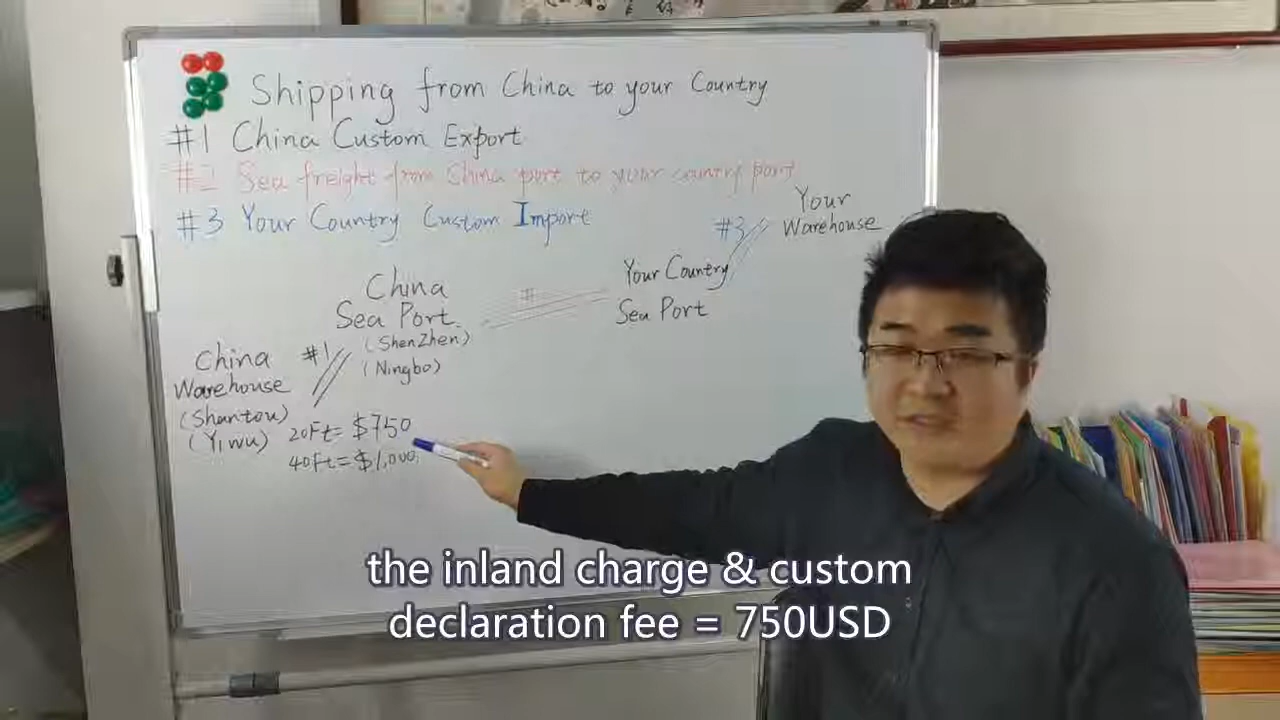 Shipping from China to your Country
#1 China Custom Export
#2 Sea freight from China port to your country port
#3 Your Country Custom Import
Your
Warehouse
#3
Your Country
Sea Port
#
China
Sea Port
(ShenZhen)
(Ningbo)
#1
China
Warehouse
(Shantou)
(Yiwu)
20Ft= $750
40Ft=$1,000
the inland charge & custom
declaration fee = 750USD